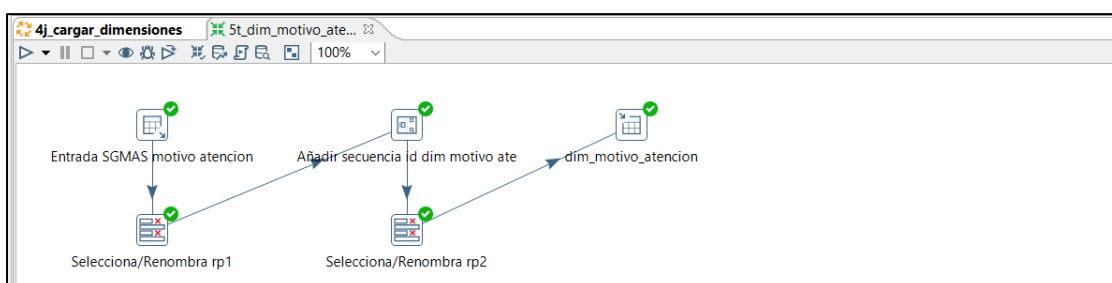 4j_cargar_dimensiones 5t_dim_motivo_ate...
100%
Entrada SGMAS motivo atencion Añadir secuencia id dim motivo ate dim_motivo_atencion
Selecciona/Renombra rp1 Selecciona/Renombra rp2